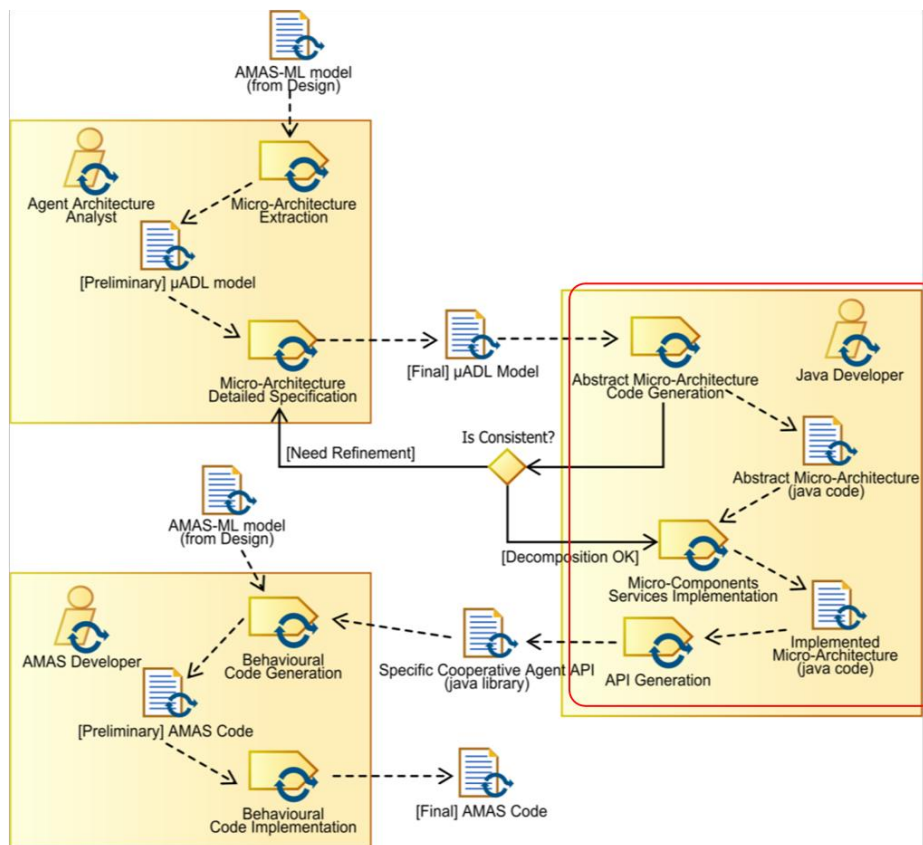 AMAS-ML model
(from Design)
Agent Architecture
Analyst
Micro-Architecture
Extraction
[Preliminary] µADL model
Micro-Architecture
Detailed Specification
[Final] µADL Model
Abstract Micro-Architecture
Code Generation
Java Developer
Is Consistent?
[Need Refinement]
Abstract Micro-Architecture
(java code)
AMAS-ML model
(from Design)
[Decomposition OK]
Micro-Components
Services Implementation
AMAS Developer
Behavioural
Code Generation
Specific Cooperative Agent API
(java library)
API Generation
Implemented
Micro-Architecture
(java code)
[Preliminary] AMAS Code
Behavioural
Code Implementation
[Final] AMAS Code